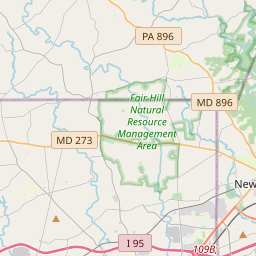 PA 896
Fair Hill
Natural
Resource
Management
Area
MD 896
MD 273
New
I 95
109B,